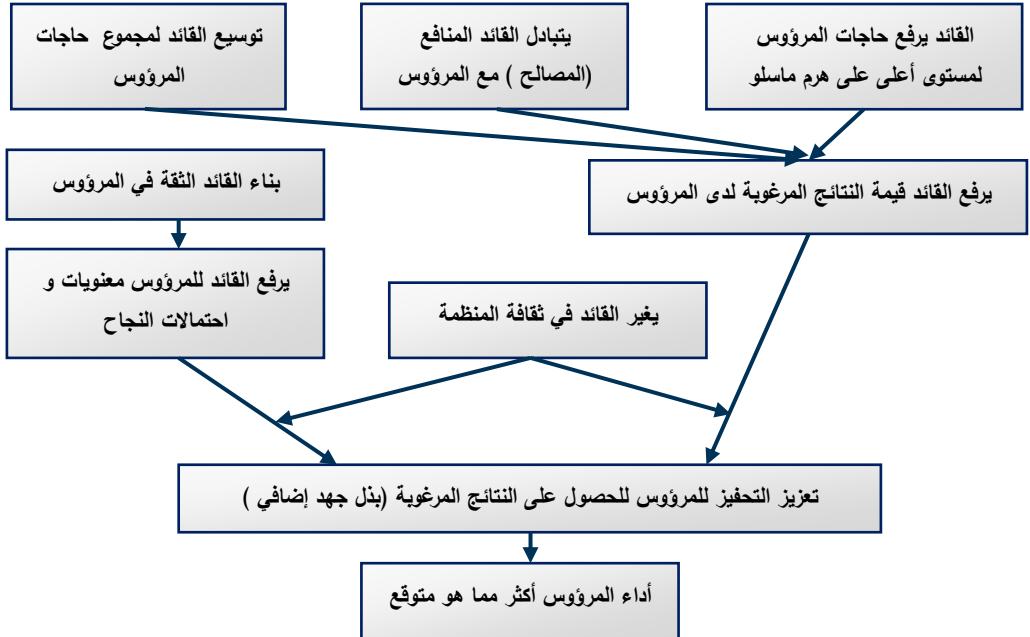 القائد يرفع حاجات المرؤوس
لمستوى أعلى على هرم ماسلو
يتبادل القائد المنافع
(المصالح ) مع المرؤوس
توسيع القائد لمجموع حاجات
المرؤوس
بناء القائد الثقة في المرؤوس
يرفع القائد قيمة النتائج المرغوبة لدى المرؤوس
يرفع القائد للمرؤوس معنويات و
احتمالات النجاح
يغير القائد في ثقافة المنظمة
تعزيز التحفيز للمرؤوس للحصول على النتائج المرغوبة (بذل جهد إضافي )
أداء المرؤوس أكثر مما هو متوقع